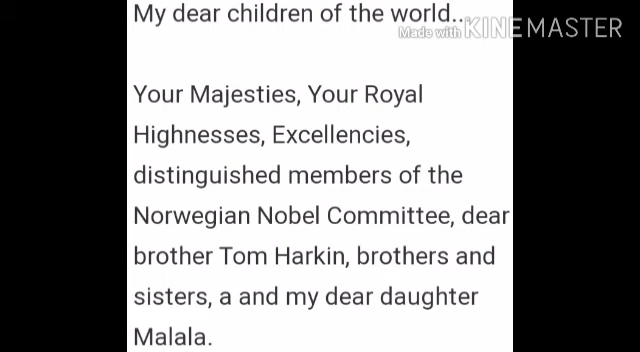 My dear children of the world...
Made with KINEMASTER
Your Majesties, Your Royal
Highnesses, Excellencies,
distinguished members of the
Norwegian Nobel Committee, dear
brother Tom Harkin, brothers and
sisters, a and my dear daughter
Malala.